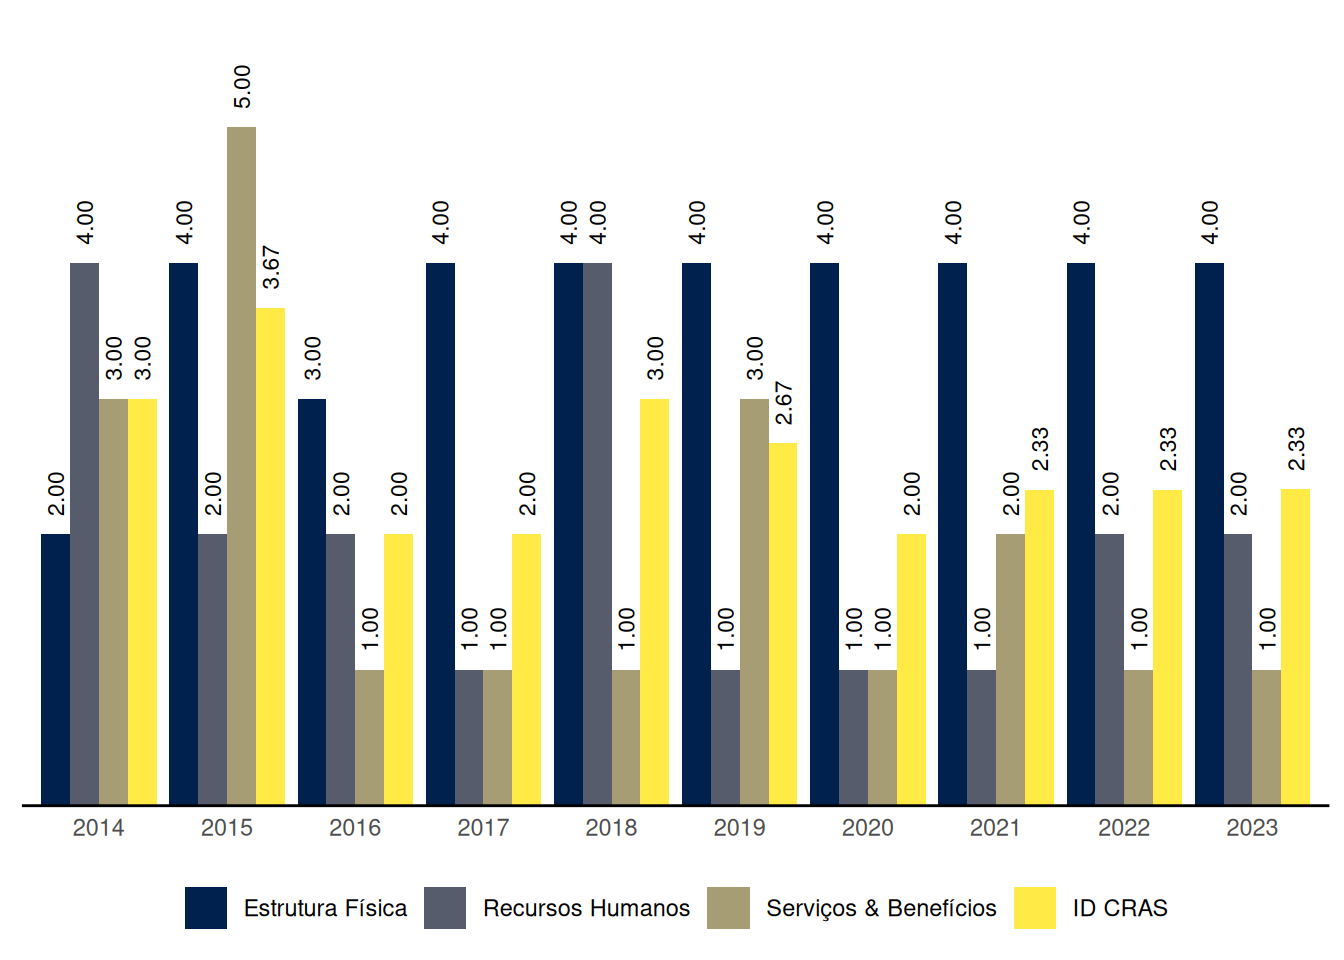 5.00
4.00 4.00 4.00 4.00 4.00 4.00 4.00 4.00 4.00 4.00
3.67
3.00 3.00 3.00 3.00 3.00
2.67
2.33 2.33 2.33
2.00 2.00 2.00 2.00 2.00 2.00 2.00 2.00 2.00
1.00 1.00 1.00 1.00 1.00 1.00 1.00 1.00 1.00 1.00
2014 2015 2016 2017 2018 2019 2020 2021 2022 2023
Estrutura Física Recursos Humanos Serviços & Benefícios ID CRAS